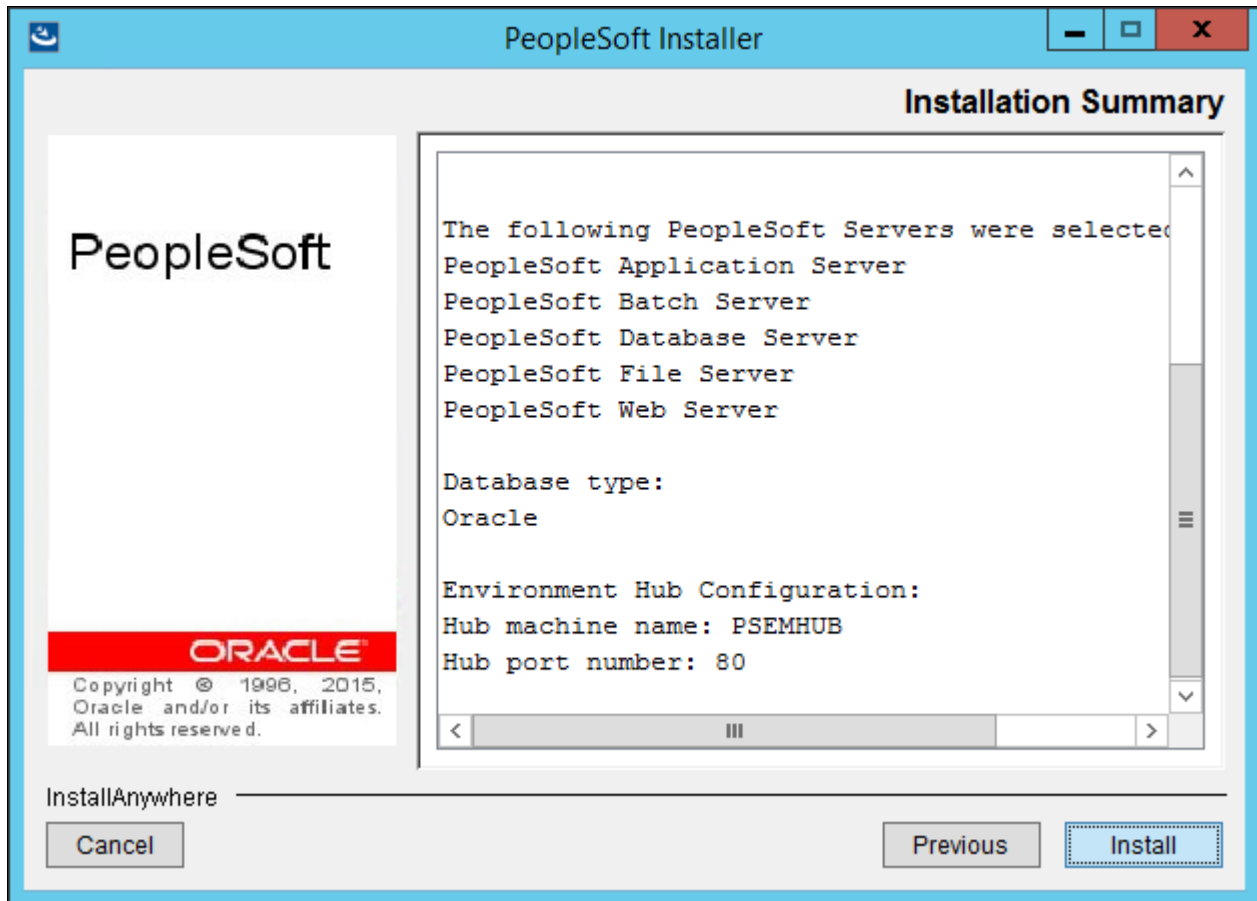 PeopleSoft Installer
Installation Summary
PeopleSoft
The following PeopleSoft Servers were selected
PeopleSoft Application Server
PeopleSoft Batch Server
PeopleSoft Database Server
PeopleSoft File Server
PeopleSoft Web Server
Database type:
Oracle
Environment Hub Configuration:
Hub machine name: PSEMHUB
Hub port number: 80
ORACLE
Copyright © 1996, 2015,
Oracle and/or its affiliates.
All rights reserved.
InstallAnywhere
Cancel
Previous
Install